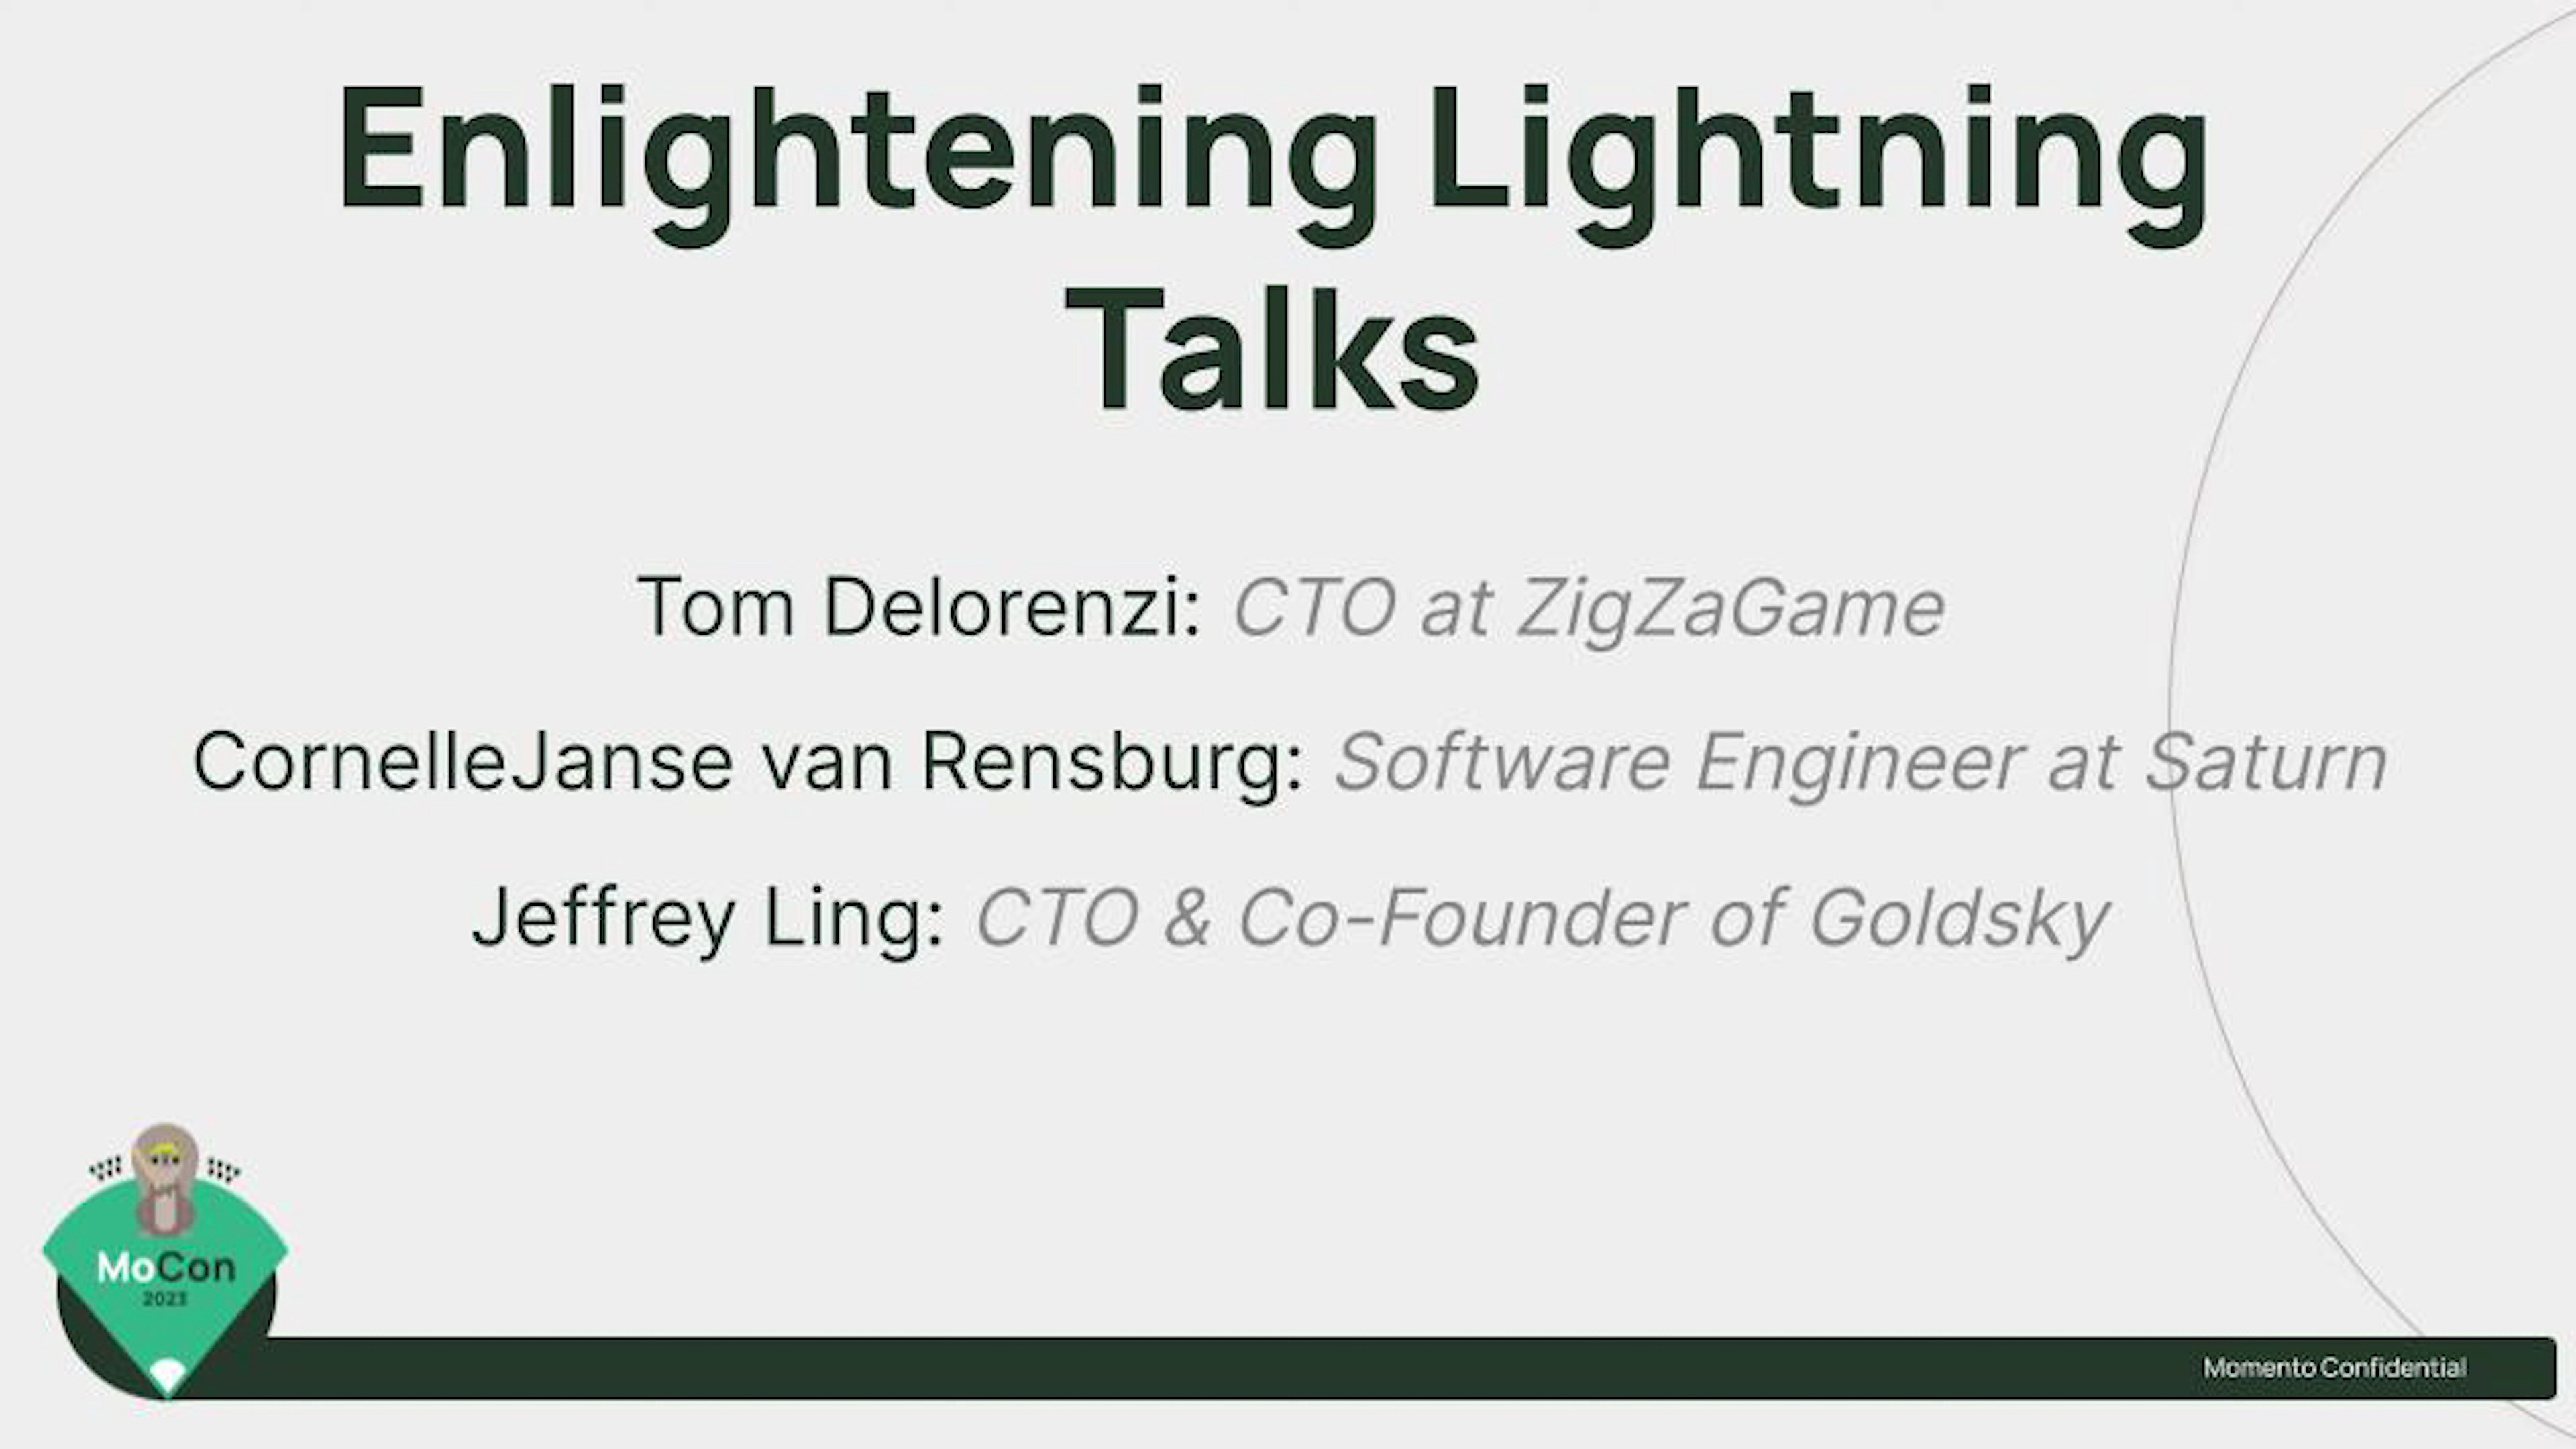 Enlightening Lightning
Talks
Tom Delorenzi: CTO at ZigZaGame
CornelleJanse van Rensburg: Software Engineer at Saturn
Jeffrey Ling: CTO & Co-Founder of Goldsky
MoCon
2023
Momento Confidential